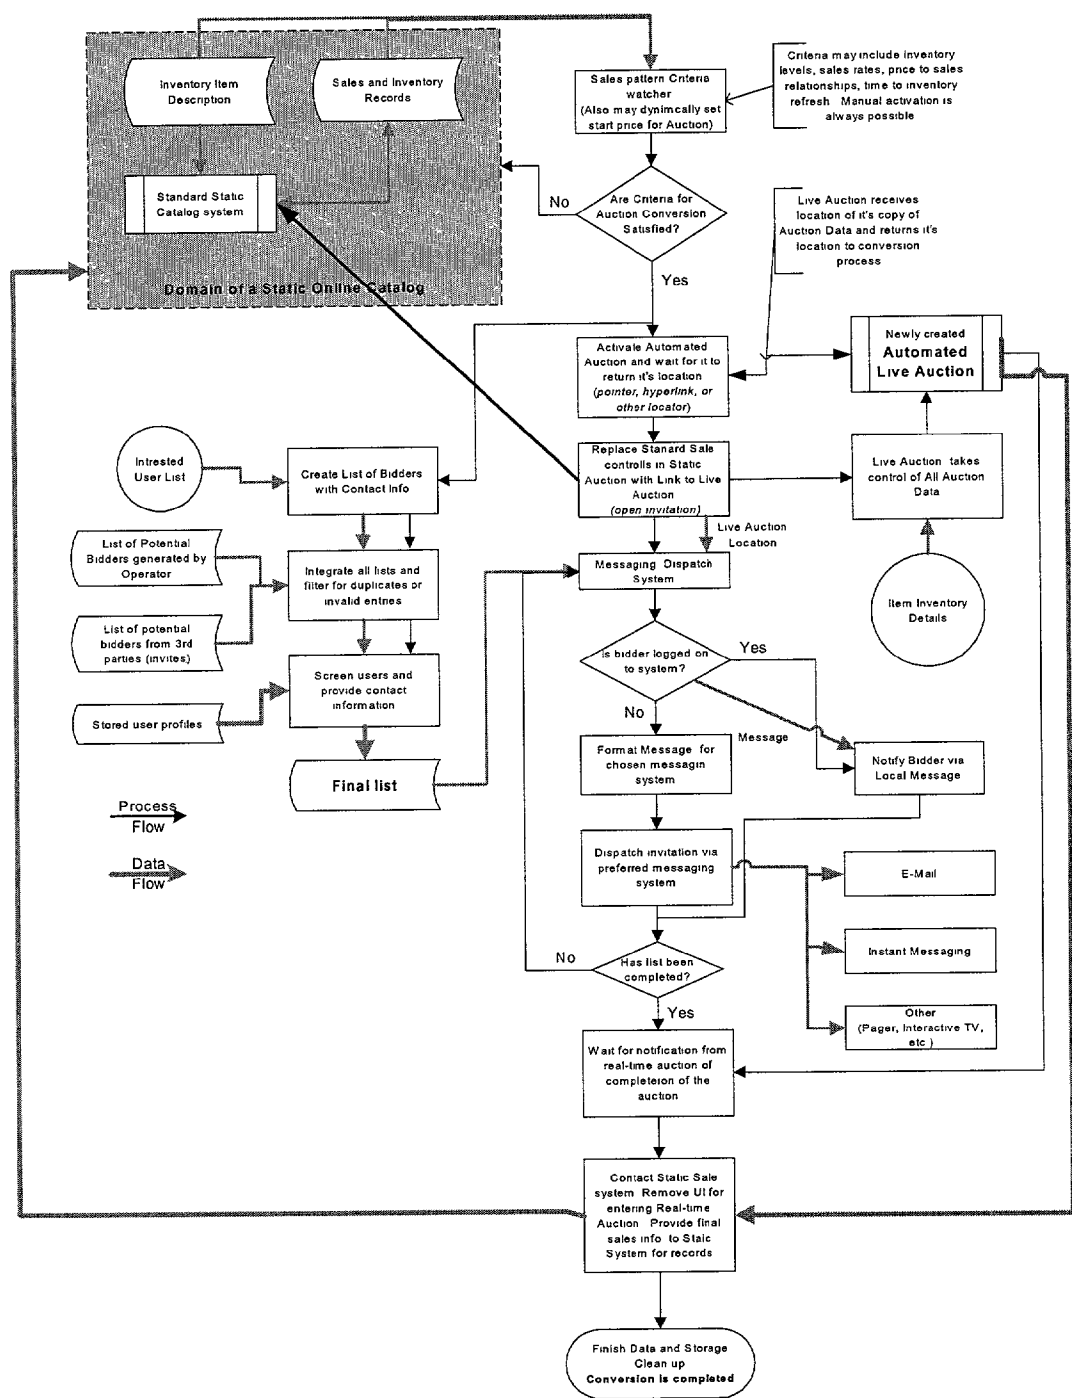 Inventory Item
Description
Sales and Inventory
Records
Standard Static
Catalog system
Domain of a Static Online Catalog
Sales pattern Criteria
watcher
(Also may dynimcally set
start price for Auction)
Criteria may include inventory
levels, sales rates, price to sales
relationships, time to inventory
refresh Manual activation is
always possible
Are Criteria for
Auction Conversion
Satisfied?
No
Yes
Live Auction receives
location of it's copy of
Auction Data and returns it's
location to conversion
process
Activate Automated
Auction and wait for it to
return it's location
(pointer, hyperlink, or
other locator)
Newly created
Automated
Live Auction
Intrested
User List
Create List of Bidders
with Contact Info
Replace Stanard Sale
controlls in Static
Auction with Link to Live
Auction
(open invitation)
Live Auction takes
control of All Auction
Data
Live Auction
Location
List of Potential
Bidders generated by
Operator
Integrate all lists and
filter for duplicates or
invalid entries
Messaging Dispatch
System
Item Inventory
Details
List of potential
bidders from 3rd
parties (invites)
Is bidder logged on
to system?
Yes
No
Screen users and
provide contact
information
Stored user profiles
Message
Format Message for
chosen messagin
system
Notify Bidder via
Local Message
Final list
Process
Flow
Data
Flow
Dispatch invitation via
preferred messaging
system
E-Mail
Instant Messaging
Other
(Pager, Interactive TV,
etc )
Has list been
completed?
No
Yes
Wait for notification from
real-time auction of
completeion of the
auction
Contact Static Sale
system Remove UI for
entering Real-time
Auction Provide final
sales info to Staic
System for records
Finish Data and Storage
Clean up
Conversion is completed